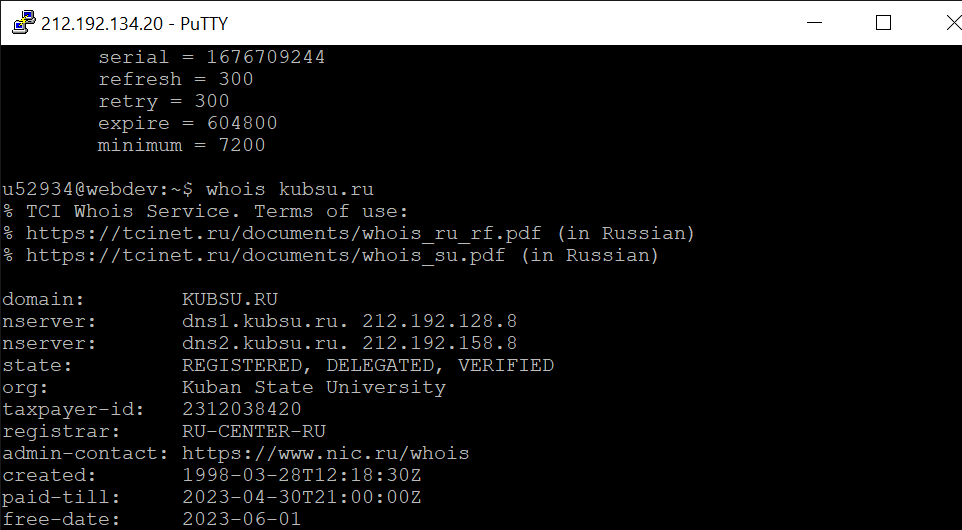 212.192.134.20 - PuTTY
serial = 1676709244
refresh = 300
retry = 300
expire = 604800
minimum = 7200
u52934@webdev:~$ whois kubsu.ru
% TCI Whois Service. Terms of use:
% https://tcinet.ru/documents/whois_ru_rf.pdf (in Russian)
% https://tcinet.ru/documents/whois_su.pdf (in Russian)
domain: KUBSU.RU
nserver: dns1.kubsu.ru. 212.192.128.8
nserver: dns2.kubsu.ru. 212.192.158.8
state: REGISTERED, DELEGATED, VERIFIED
org: Kuban State University
taxpayer-id: 2312038420
registrar: RU-CENTER-RU
admin-contact: https://www.nic.ru/whois
created: 1998-03-28T12:18:30Z
paid-till: 2023-04-30T21:00:00Z
free-date: 2023-06-01